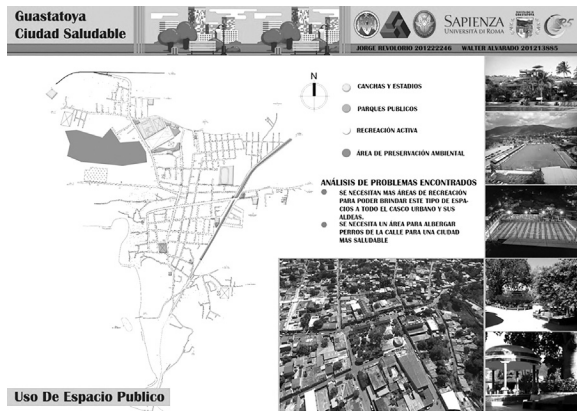 Guastatoya
Ciudad Saludable
SAPIENZA
UNIVERSITÀ DI ROMA
JORGE REVOLORIO 201222246 WALTER ALVARADO 201213885
N
CANCHAS Y ESTADIOS
PARQUES PUBLICOS
RECREACIÓN ACTIVA
ÁREA DE PRESERVACIÓN AMBIENTAL
ANÁLISIS DE PROBLEMAS ENCONTRADOS
SE NECESITAN MAS ÁREAS DE RECREACIÓN
PARA PODER BRINDAR ESTE TIPO DE ESPA-
CIOS A TODO EL CASCO URBANO Y SUS
ALDEAS.
SE NECESITA UN ÁREA PARA ALBERGAR
PERROS DE LA CALLE PARA UNA CIUDAD
MAS SALUDABLE
Uso De Espacio Publico